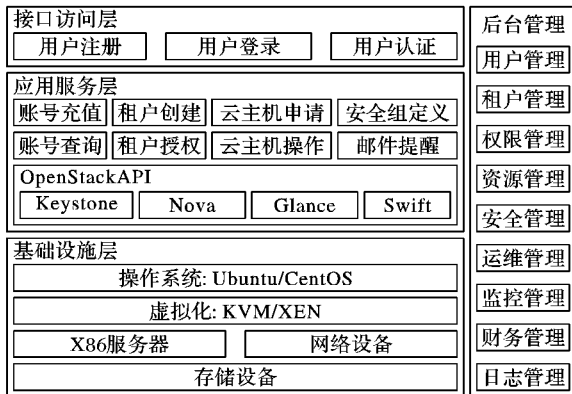 接口访问层
用户注册 用户登录 用户认证
应用服务层
账号充值 租户创建 云主机申请 安全组定义
账号查询 租户授权 云主机操作 邮件提醒
OpenStackAPI
Keystone Nova Glance Swift
基础设施层
操作系统: Ubuntu/CentOS
虚拟化: KVM/XEN
X86服务器 网络设备
存储设备
后台管理
用户管理
租户管理
权限管理
资源管理
安全管理
运维管理
监控管理
财务管理
日志管理